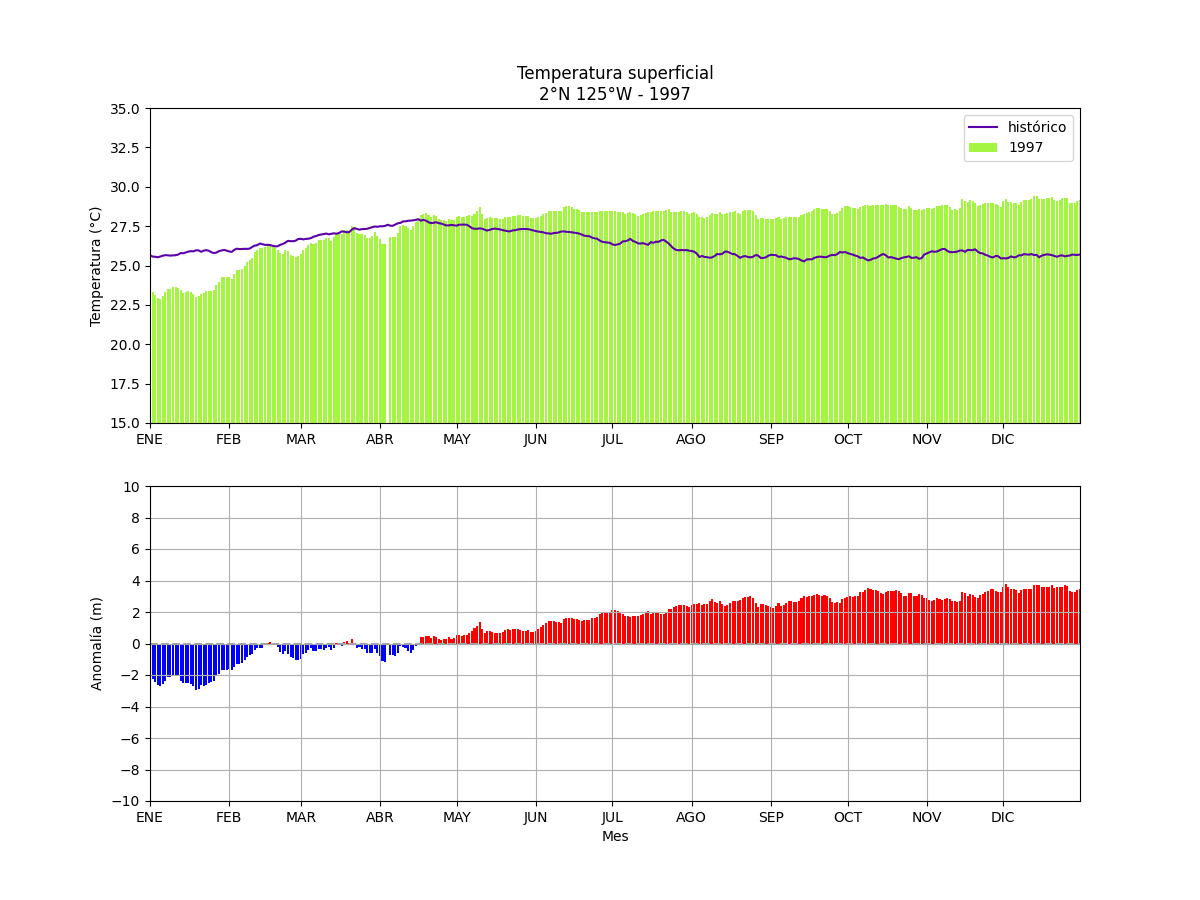 Temperatura superficial
2°N 125°W - 1997
35.0
32.5
30.0
27.5
25.0
22.5
20.0
17.5
15.0
Temperatura (°C)
histórico
1997
ENE FEB MAR ABR MAY JUN JUL AGO SEP OCT NOV DIC
10
8
6
4
2
0
−2
−4
−6
−8
−10
Anomalía (m)
ENE FEB MAR ABR MAY JUN JUL AGO SEP OCT NOV DIC
Mes